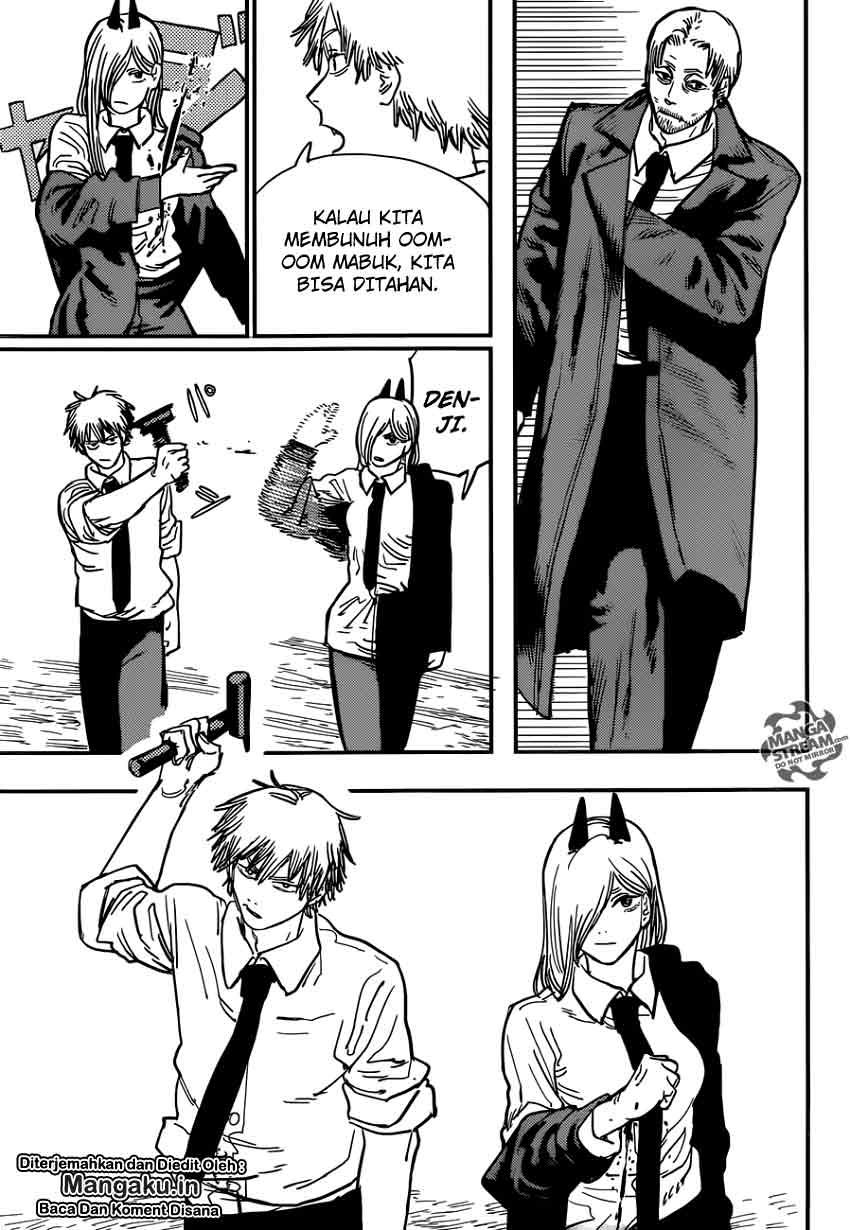 KALAU KITA
MEMBUNUH OOM-
OOM MABUK, KITA
BISA DITAHAN.
DEN-
JI.
MANGA
STREAM.com
DO NOT MIRROR
Diterjemahkan dan Diedit Oleh :
Mangaku.in
Baca Dan Koment Disana